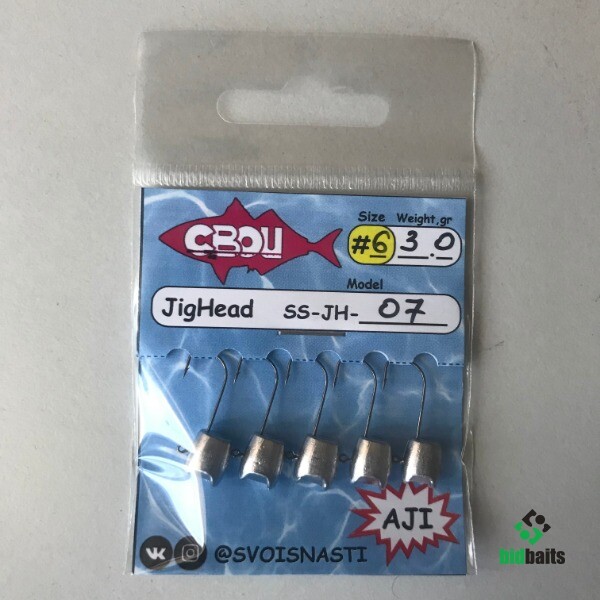 Size Weight,gr
СВОИ #6 3.0
Model
JigHead SS-JH-07
AJI
@SVOISNASTI
bidbaits